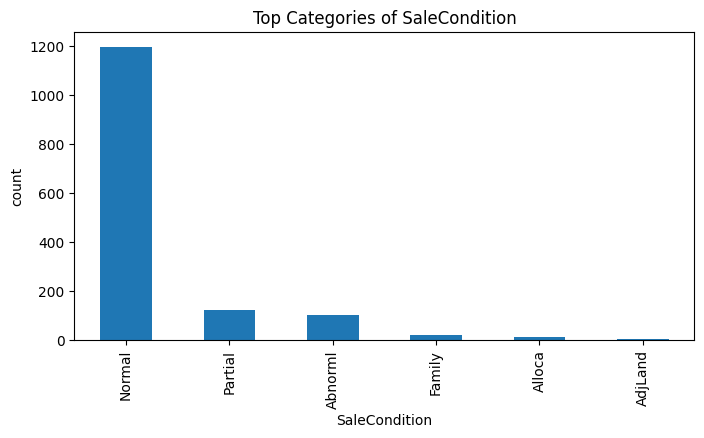 Top Categories of SaleCondition
count
1200
1000
800
600
400
200
0
Normal
Partial
Abnorml
Family
Alloca
AdjLand
SaleCondition